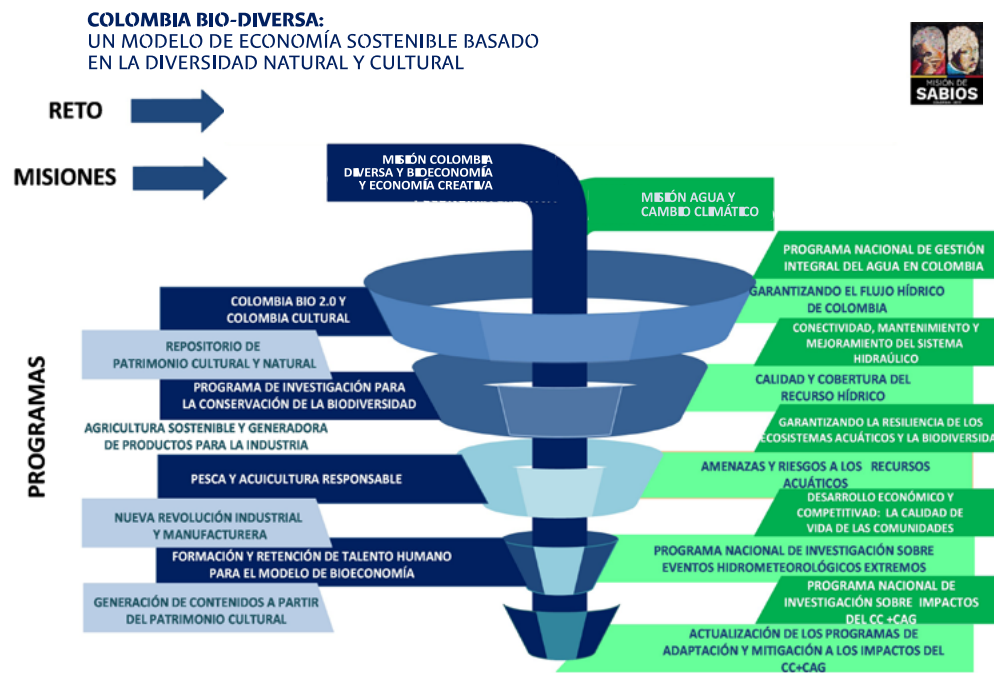 COLOMBIA BIO-DIVERSA:
UN MODELO DE ECONOMÍA SOSTENIBLE BASADO
EN LA DIVERSIDAD NATURAL Y CULTURAL
MISIÓN DE
SABIOS
RETO
MISIONES
MISIÓN COLOMBIA
DIVERSA Y BIOECONOMÍA
Y ECONOMÍA CREATIVA
MISIÓN AGUA Y
CAMBIO CLIMÁTICO
PROGRAMAS
COLOMBIA BIO 2.0 Y
COLOMBIA CULTURAL
REPOSITORIO DE
PATRIMONIO CULTURAL Y NATURAL
PROGRAMA DE INVESTIGACIÓN PARA
LA CONSERVACIÓN DE LA BIODIVERSIDAD
AGRICULTURA SOSTENIBLE Y GENERADORA
DE PRODUCTOS PARA LA INDUSTRIA
PESCA Y ACUICULTURA RESPONSABLE
NUEVA REVOLUCIÓN INDUSTRIAL
Y MANUFACTURERA
FORMACIÓN Y RETENCIÓN DE TALENTO HUMANO
PARA EL MODELO DE BIOECONOMÍA
GENERACIÓN DE CONTENIDOS A PARTIR
DEL PATRIMONIO CULTURAL
PROGRAMA NACIONAL DE GESTIÓN
INTEGRAL DEL AGUA EN COLOMBIA
GARANTIZANDO EL FLUJO HÍDRICO
DE COLOMBIA
CONECTIVIDAD, MANTENIMIENTO Y
MEJORAMIENTO DEL SISTEMA
HIDRAÚLICO
CALIDAD Y COBERTURA DEL
RECURSO HÍDRICO
GARANTIZANDO LA RESILIENCIA DE LOS
ECOSISTEMAS ACUÁTICOS Y LA BIODIVERSIDA
AMENAZAS Y RIESGOS A LOS RECURSOS
ACUÁTICOS
DESARROLLO ECONÓMICO Y
COMPETITIVAD: LA CALIDAD DE
VIDA DE LAS COMUNIDADES
PROGRAMA NACIONAL DE INVESTIGACIÓN SOBRE
EVENTOS HIDROMETEOROLÓGICOS EXTREMOS
PROGRAMA NACIONAL DE
INVESTIGACIÓN SOBRE IMPACTOS
DEL CC +CAG
ACTUALIZACIÓN DE LOS PROGRAMAS DE
ADAPTACIÓN Y MITIGACIÓN A LOS IMPACTOS DEL
CC+CAG